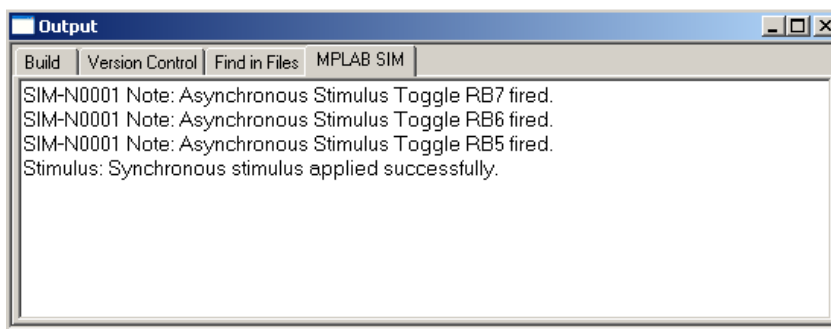 Output
Build Version Control Find in Files MPLAB SIM
SIM-N0001 Note: Asynchronous Stimulus Toggle RB7 fired.
SIM-N0001 Note: Asynchronous Stimulus Toggle RB6 fired.
SIM-N0001 Note: Asynchronous Stimulus Toggle RB5 fired.
Stimulus: Synchronous stimulus applied successfully.